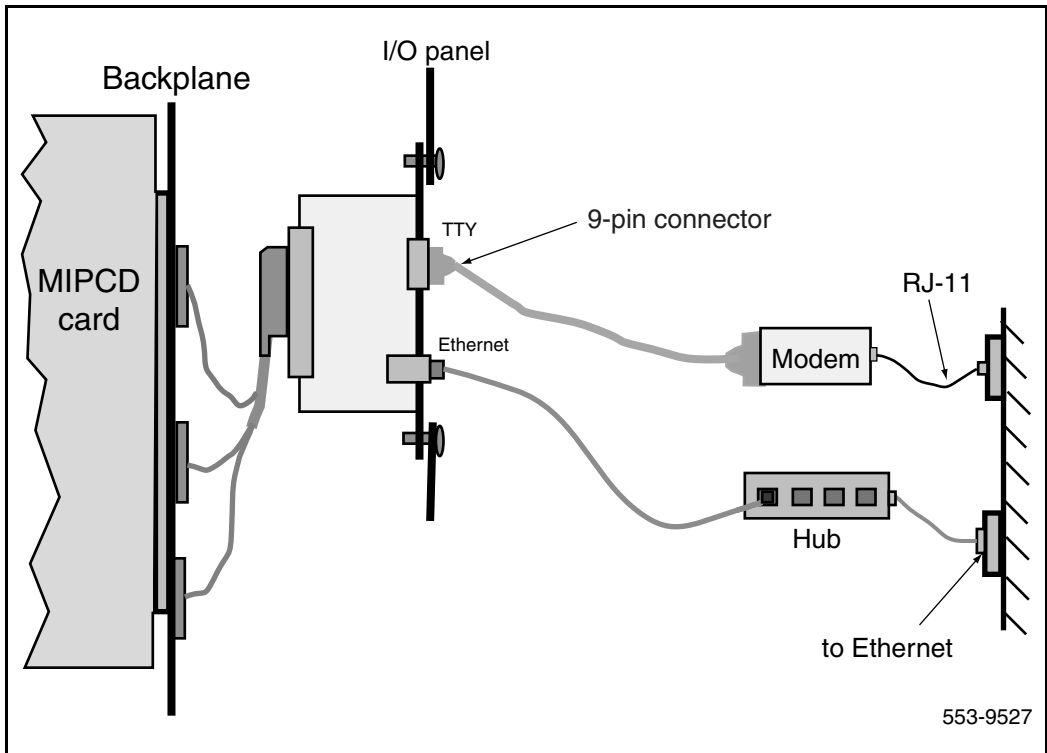 I/O panel
Backplane
TTY
9-pin connector
MIPCD
card
RJ-11
Ethernet
Modem
Hub
to Ethernet
553-9527